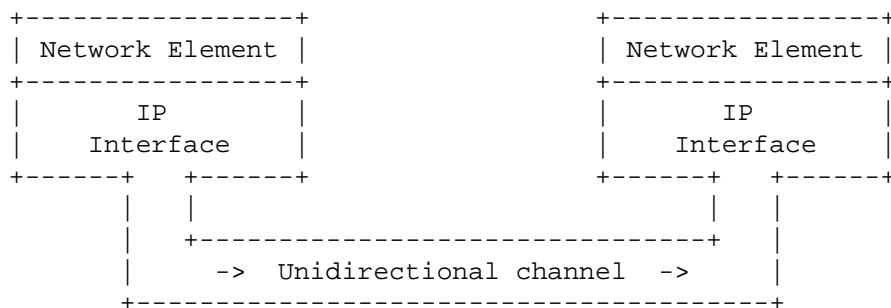 Network Element Network Element
IP IP
Interface Interface
-> Unidirectional channel ->